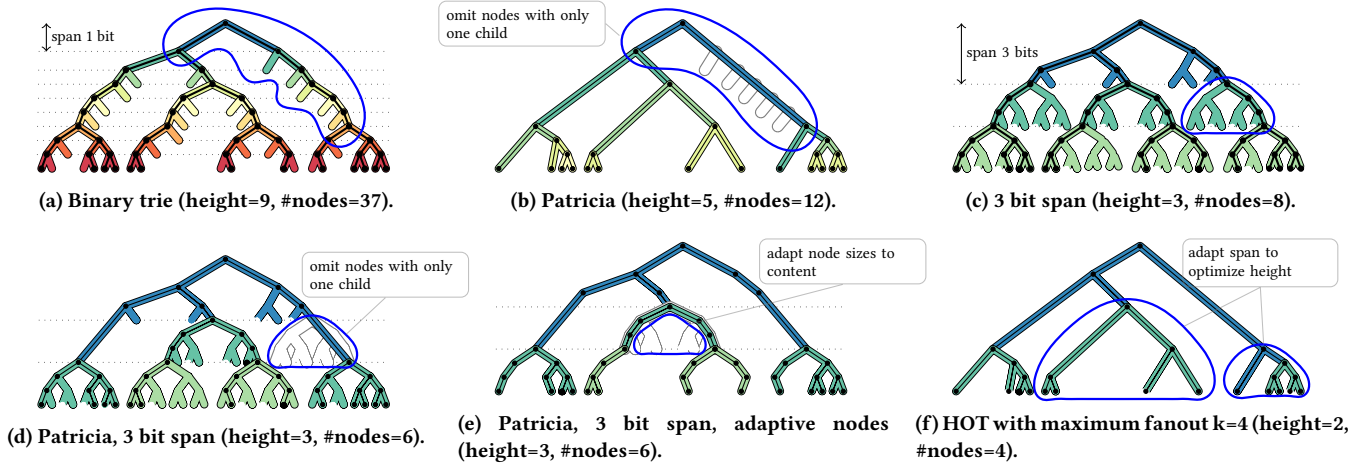 span 1 bit
(a) Binary trie (height=9, #nodes=37).
omit nodes with only
one child
(b) Patricia (height=5, #nodes=12).
span 3 bits
(c) 3 bit span (height=3, #nodes=8).
omit nodes with only
one child
(d) Patricia, 3 bit span (height=3, #nodes=6).
adapt node sizes to
content
(e) Patricia, 3 bit span, adaptive nodes
(height=3, #nodes=6).
adapt span to
optimize height
(f) HOT with maximum fanout k=4 (height=2,
#nodes=4).